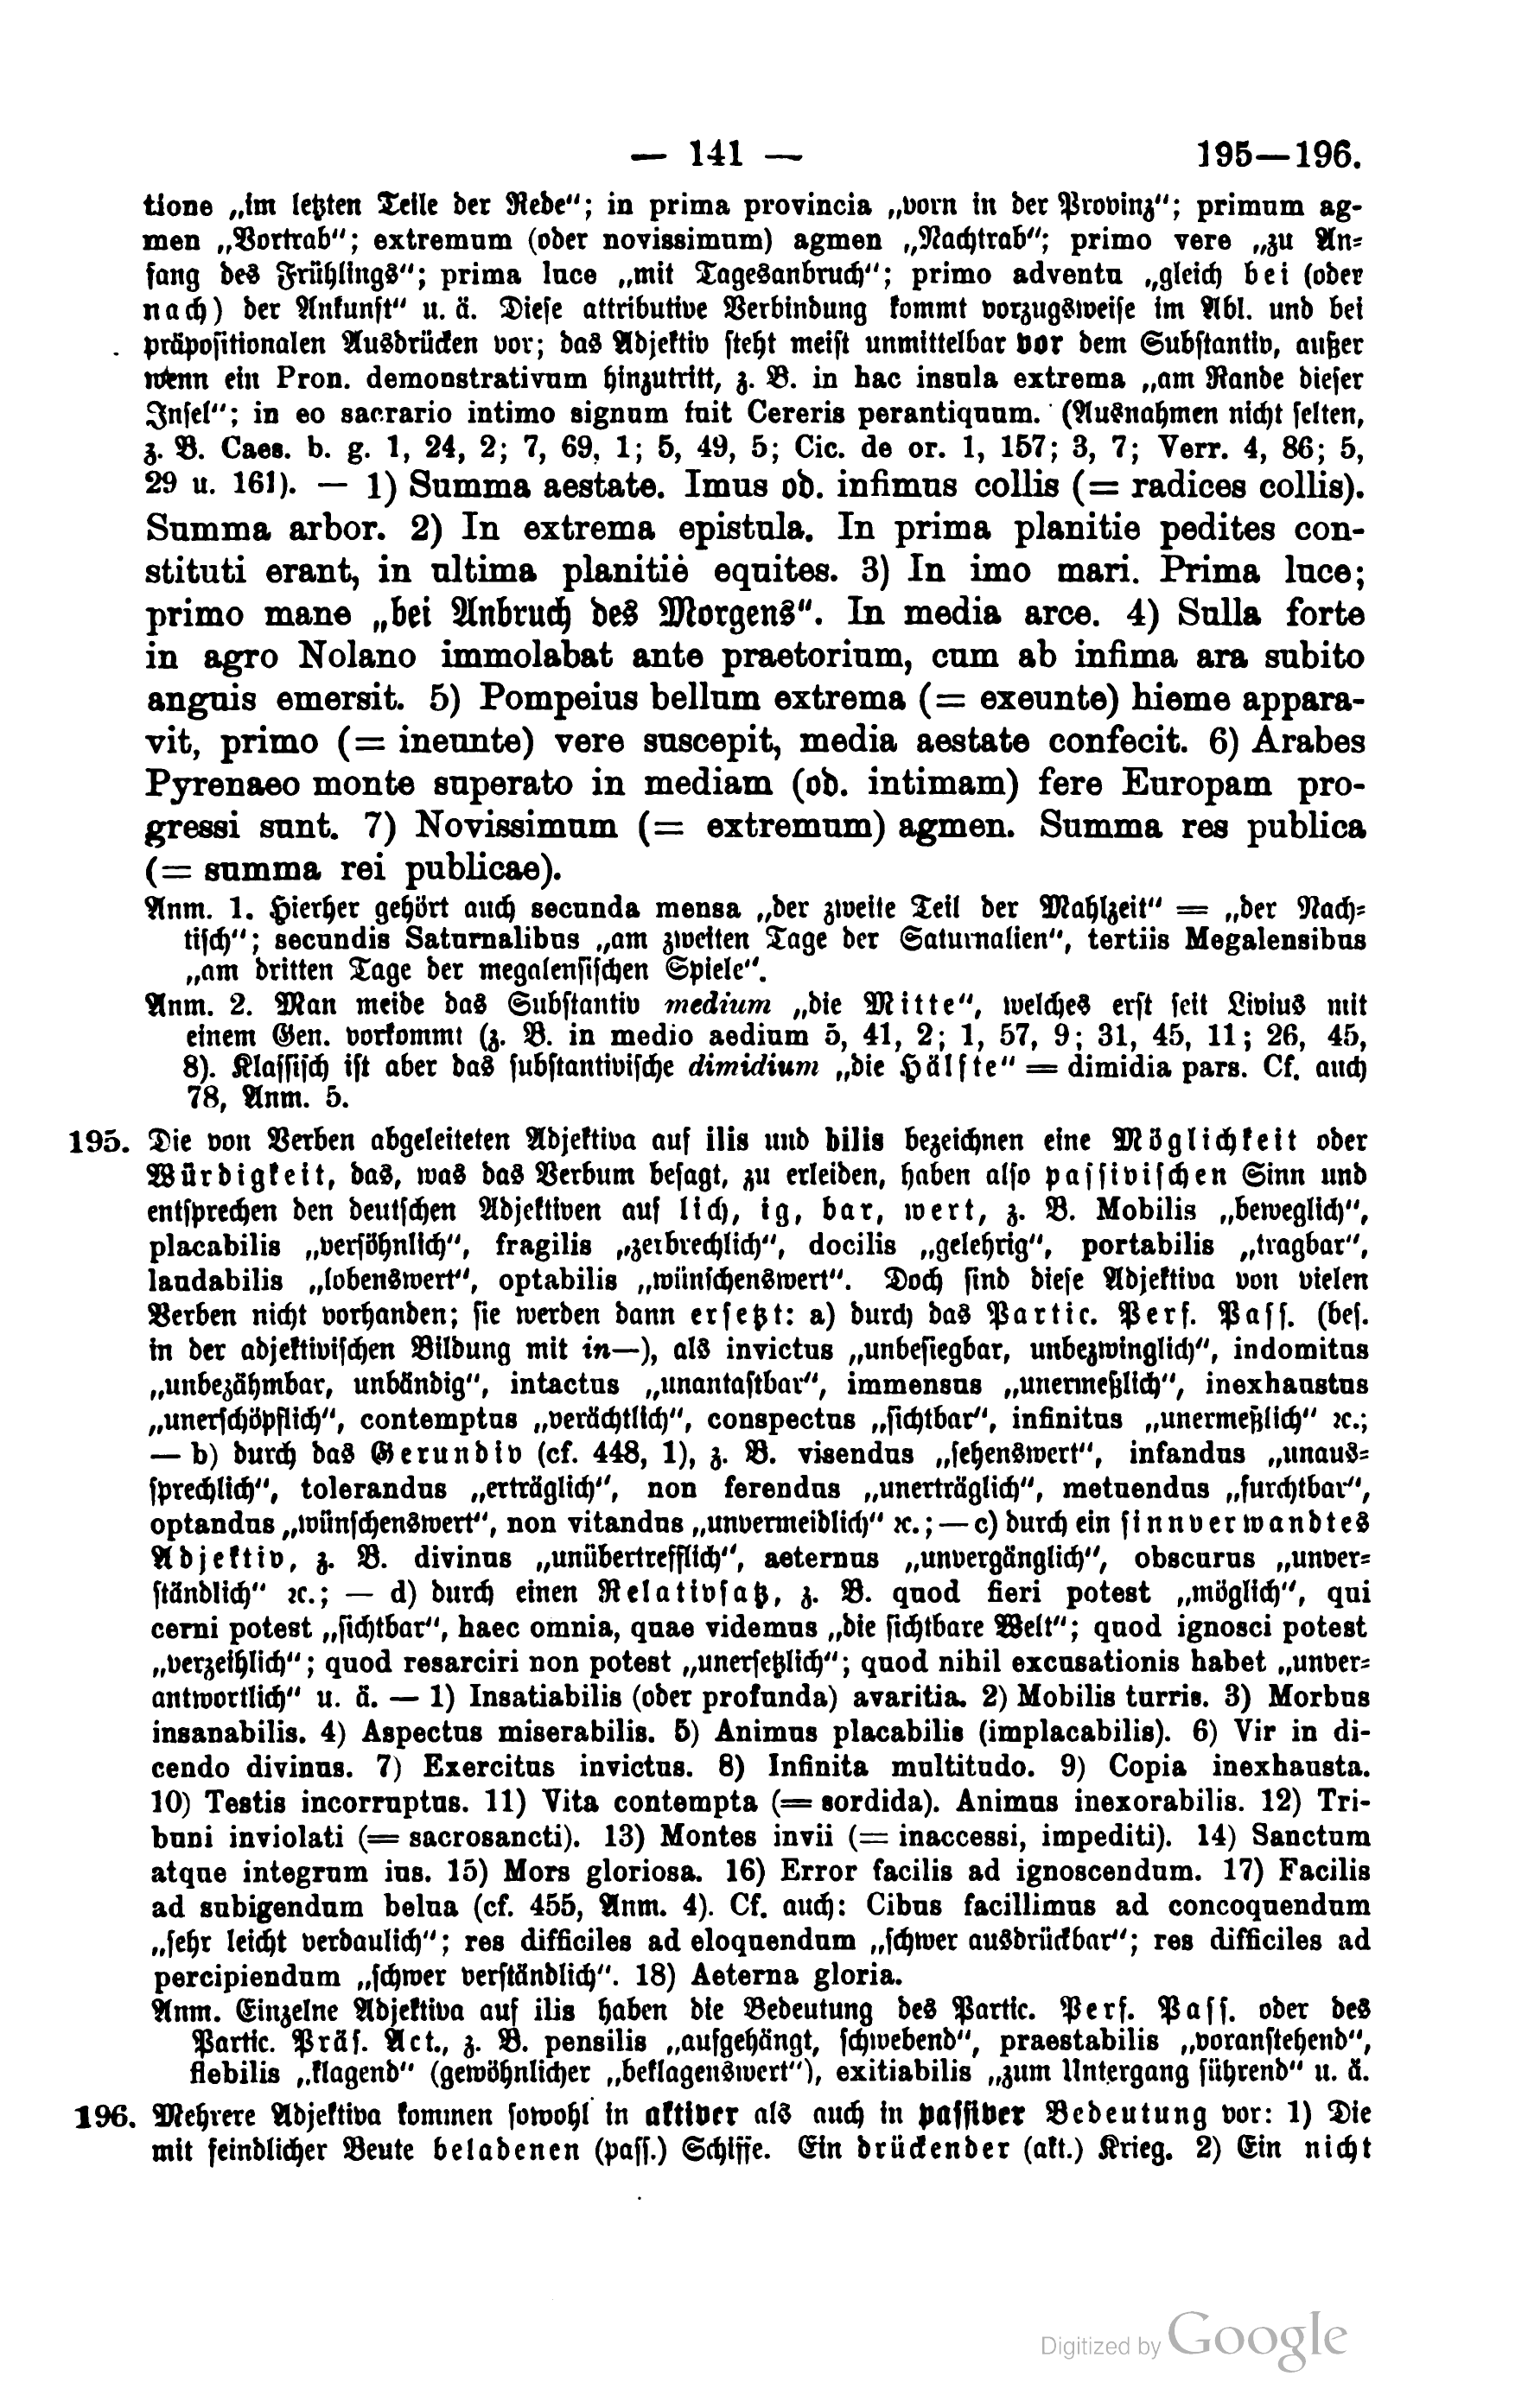 — 141 — 195—196.
tione „im letzten Teile der Rede“; in prima provincia „vorn in der Provinz“; primum ag-
men „Vortrab“; extremum (oder novissimum) agmen „Nachtrab“; primo vere „zu An-
fang des Frühlings“; prima luce „mit Tagesanbruch“; primo adventu „gleich bei (oder
nach) der Ankunft“ u. ä. Diese attributive Verbindung kommt vorzugsweise im Abl. und bei
präpositionalen Ausdrücken vor; das Adjektiv steht meist unmittelbar vor dem Substantiv, außer
wenn ein Pron. demonstrativum hinzutritt, z. B. in hac insula extrema „am Rande dieser
Insel“; in eo sacrario intimo signum fuit Cereris perantiquum. (Ausnahmen nicht selten,
z. B. Caes. b. g. 1, 24, 2; 7, 69, 1; 5, 49, 5; Cic. de or. 1, 157; 3, 7; Verr. 4, 86; 5,
29 u. 161). — 1) Summa aestate. Imus od. infimus collis (= radices collis).
Summa arbor. 2) In extrema epistula. In prima planitie pedites con-
stituti erant, in ultima planitie equites. 3) In imo mari. Prima luce;
primo mane „bei Anbruch des Morgens“. In media arce. 4) Sulla forte
in agro Nolano immolabat ante praetorium, cum ab infima ara subito
anguis emersit. 5) Pompeius bellum extrema (= exeunte) hieme appara-
vit, primo (= ineunte) vere suscepit, media aestate confecit. 6) Arabes
Pyrenaeo monte superato in mediam (od. intimam) fere Europam pro-
gressi sunt. 7) Novissimum (= extremum) agmen. Summa res publica
(= summa rei publicae).
Anm. 1. Hierher gehört auch secunda mensa „der zweite Teil der Mahlzeit“ = „der Nach-
tisch“; secundis Saturnalibus „am zweiten Tage der Saturnalien“, tertiis Megalensibus
„am dritten Tage der megalensischen Spiele“.
Anm. 2. Man meide das Substantiv medium „die Mitte“, welches erst seit Livius mit
einem Gen. vorkommt (z. B. in medio aedium 5, 41, 2; 1, 57, 9; 31, 45, 11; 26, 45,
8). Klassisch ist aber das substantivische dimidium „die Hälfte“ = dimidia pars. Cf. auch
78, Anm. 5.
195. Die von Verben abgeleiteten Adjektiva auf ilis und bilis bezeichnen eine Möglichkeit oder
Würdigkeit, das, was das Verbum besagt, zu erleiden, haben also passivischen Sinn und
entsprechen den deutschen Adjektiven auf lich, ig, bar, wert, z. B. Mobilis „beweglich“,
placabilis „versöhnlich“, fragilis „zerbrechlich“, docilis „gelehrig“, portabilis „tragbar“,
laudabilis „lobenswert“, optabilis „wünschenswert“. Doch sind diese Adjektiva von vielen
Verben nicht vorhanden; sie werden dann ersetzt: a) durch das Partic. Perf. Pass. (bes.
in der adjektivischen Bildung mit in—), als invictus „unbesiegbar, unbezwinglich“, indomitus
„unbezähmbar, unbändig“, intactus „unantastbar“, immensus „unermeßlich“, inexhaustus
„unerschöpflich“, contemptus „verächtlich“, conspectus „sichtbar“, infinitus „unermeßlich“ ꝛc.;
— b) durch das Gerundiv (cf. 448, 1), z. B. visendus „sehenswert“, infandus „unaus-
sprechlich“, tolerandus „erträglich“, non ferendus „unerträglich“, metuendus „furchtbar“,
optandus „wünschenswert“, non vitandus „unvermeidlich“ ꝛc.; — c) durch ein sinnverwandtes
Adjektiv, z. B. divinus „unübertrefflich“, aeternus „unvergänglich“, obscurus „unver-
ständlich“ ꝛc.; — d) durch einen Relativsatz, z. B. quod fieri potest „möglich“, qui
cerni potest „sichtbar“, haec omnia, quae videmus „die sichtbare Welt“; quod ignosci potest
„verzeihlich“; quod resarciri non potest „unersetzlich“; quod nihil excusationis habet „unver-
antwortlich“ u. ä. — 1) Insatiabilis (oder profunda) avaritia. 2) Mobilis turris. 3) Morbus
insanabilis. 4) Aspectus miserabilis. 5) Animus placabilis (implacabilis). 6) Vir in di-
cendo divinus. 7) Exercitus invictus. 8) Infinita multitudo. 9) Copia inexhausta.
10) Testis incorruptus. 11) Vita contempta (= sordida). Animus inexorabilis. 12) Tri-
buni inviolati (= sacrosancti). 13) Montes invii (= inaccessi, impediti). 14) Sanctum
atque integrum ius. 15) Mors gloriosa. 16) Error facilis ad ignoscendum. 17) Facilis
ad subigendum belua (cf. 455, Anm. 4). Cf. auch: Cibus facillimus ad concoquendum
„sehr leicht verdaulich“; res difficiles ad eloquendum „schwer ausdrückbar“; res difficiles ad
percipiendum „schwer verständlich“. 18) Aeterna gloria.
Anm. Einzelne Adjektiva auf ilis haben die Bedeutung des Partic. Perf. Pass. oder des
Partic. Präs. Act., z. B. pensilis „aufgehängt, schwebend“, praestabilis „voranstehend“,
flebilis „klagend“ (gewöhnlicher „beklagenswert“), exitiabilis „zum Untergang führend“ u. ä.
196. Mehrere Adjektiva kommen sowohl in aktiver als auch in passiver Bedeutung vor: 1) Die
mit feindlicher Beute beladenen (pass.) Schiffe. Ein drückender (akt.) Krieg. 2) Ein nicht
Digitized by Google